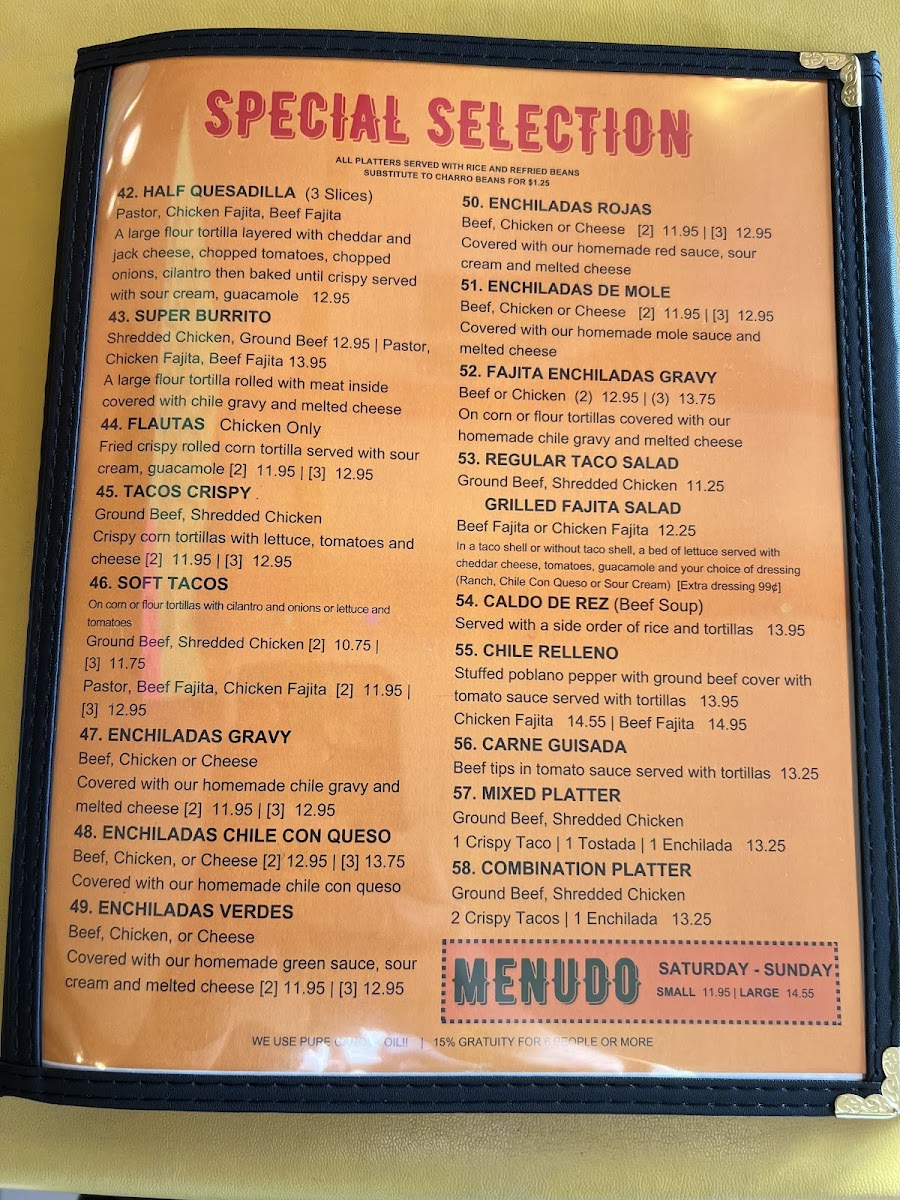 SPECIAL SELECTION
ALL PLATTERS SERVED WITH RICE AND REFRIED BEANS
SUBSTITUTE TO CHARRO BEANS FOR $1.25
42. HALF QUESADILLA (3 Slices)
Pastor, Chicken Fajita, Beef Fajita
A large flour tortilla layered with cheddar and
jack cheese, chopped tomatoes, chopped
onions, cilantro then baked until crispy served
with sour cream, guacamole 12.95
43. SUPER BURRITO
Shredded Chicken, Ground Beef 12.95 | Pastor,
Chicken Fajita, Beef Fajita 13.95
A large flour tortilla rolled with meat inside
covered with chile gravy and melted cheese
44. FLAUTAS Chicken Only
Fried crispy rolled corn tortilla served with sour
cream, guacamole [2] 11.95 | [3] 12.95
45. TACOS CRISPY .
Ground Beef, Shredded Chicken
Crispy corn tortillas with lettuce, tomatoes and
cheese [2] 11.95 | [3] 12.95
46. SOFT TACOS
On corn or flour tortillas with cilantro and onions or lettuce and
tomatoes
Ground Beef, Shredded Chicken [2] 10.75 |
[3] 11.75
Pastor, Beef Fajita, Chicken Fajita [2] 11.95 |
[3] 12.95
47. ENCHILADAS GRAVY
Beef, Chicken or Cheese
Covered with our homemade chile gravy and
melted cheese [2] 11.95 | [3] 12.95
48. ENCHILADAS CHILE CON QUESO
Beef, Chicken, or Cheese [2] 12.95 | [3] 13.75
Covered with our homemade chile con queso
49. ENCHILADAS VERDES
Beef, Chicken, or Cheese
Covered with our homemade green sauce, sour
cream and melted cheese [2] 11.95 | [3] 12.95
50. ENCHILADAS ROJAS
Beef, Chicken or Cheese [2] 11.95 | [3] 12.95
Covered with our homemade red sauce, sour
cream and melted cheese
51. ENCHILADAS DE MOLE
Beef, Chicken or Cheese [2] 11.95 | [3] 12.95
Covered with our homemade mole sauce and
melted cheese
52. FAJITA ENCHILADAS GRAVY
Beef or Chicken (2) 12.95 | (3) 13.75
On corn or flour tortillas covered with our
homemade chile gravy and melted cheese
53. REGULAR TACO SALAD
Ground Beef, Shredded Chicken 11.25
GRILLED FAJITA SALAD
Beef Fajita or Chicken Fajita 12.25
In a taco shell or without taco shell, a bed of lettuce served with
cheddar cheese, tomatoes, guacamole and your choice of dressing
(Ranch, Chile Con Queso or Sour Cream) [Extra dressing 99¢]
54. CALDO DE REZ (Beef Soup)
Served with a side order of rice and tortillas 13.95
55. CHILE RELLENO
Stuffed poblano pepper with ground beef cover with
tomato sauce served with tortillas 13.95
Chicken Fajita 14.55 | Beef Fajita 14.95
56. CARNE GUISADA
Beef tips in tomato sauce served with tortillas 13.25
57. MIXED PLATTER
Ground Beef, Shredded Chicken
1 Crispy Taco | 1 Tostada | 1 Enchilada 13.25
58. COMBINATION PLATTER
Ground Beef, Shredded Chicken
2 Crispy Tacos | 1 Enchilada 13.25
MENUDO
SATURDAY - SUNDAY
SMALL 11.95 | LARGE 14.55
WE USE PURE OIL!! | 15% GRATUITY FOR 6 PEOPLE OR MORE